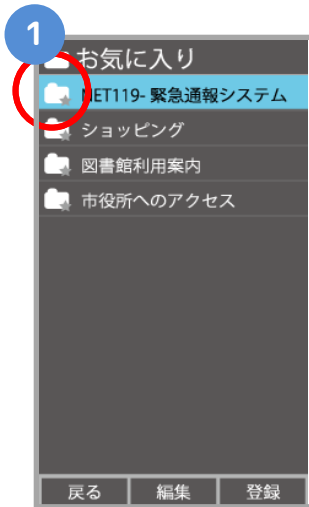 1
お気に入り
NET119- 緊急通報システム
ショッピング
図書館利用案内
市役所へのアクセス
戻る 編集 登録